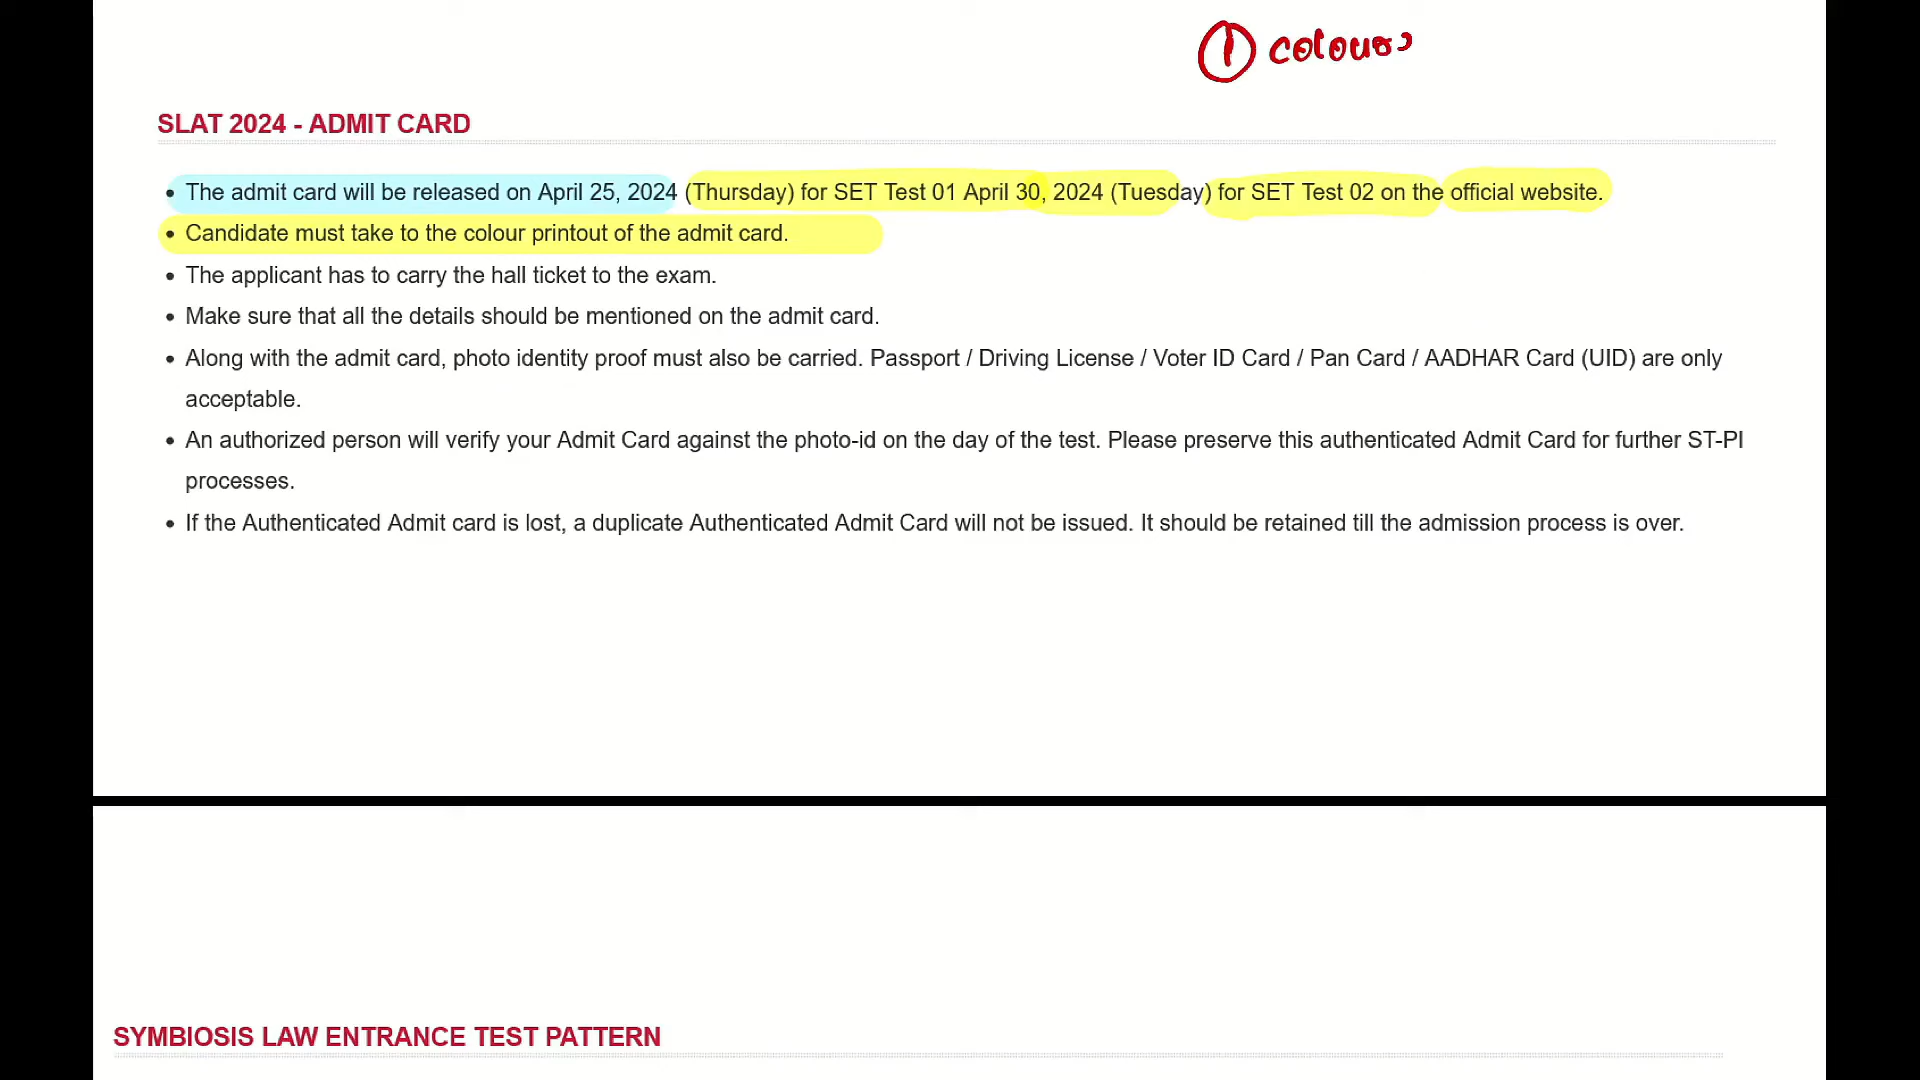 ① colour
SLAT 2024 - ADMIT CARD
• The admit card will be released on April 25, 2024 (Thursday) for SET Test 01 April 30, 2024 (Tuesday) for SET Test 02 on the official website.
• Candidate must take to the colour printout of the admit card.
• The applicant has to carry the hall ticket to the exam.
• Make sure that all the details should be mentioned on the admit card.
• Along with the admit card, photo identity proof must also be carried. Passport / Driving License / Voter ID Card / Pan Card / AADHAR Card (UID) are only
acceptable.
• An authorized person will verify your Admit Card against the photo-id on the day of the test. Please preserve this authenticated Admit Card for further ST-PI
processes.
• If the Authenticated Admit card is lost, a duplicate Authenticated Admit Card will not be issued. It should be retained till the admission process is over.
SYMBIOSIS LAW ENTRANCE TEST PATTERN